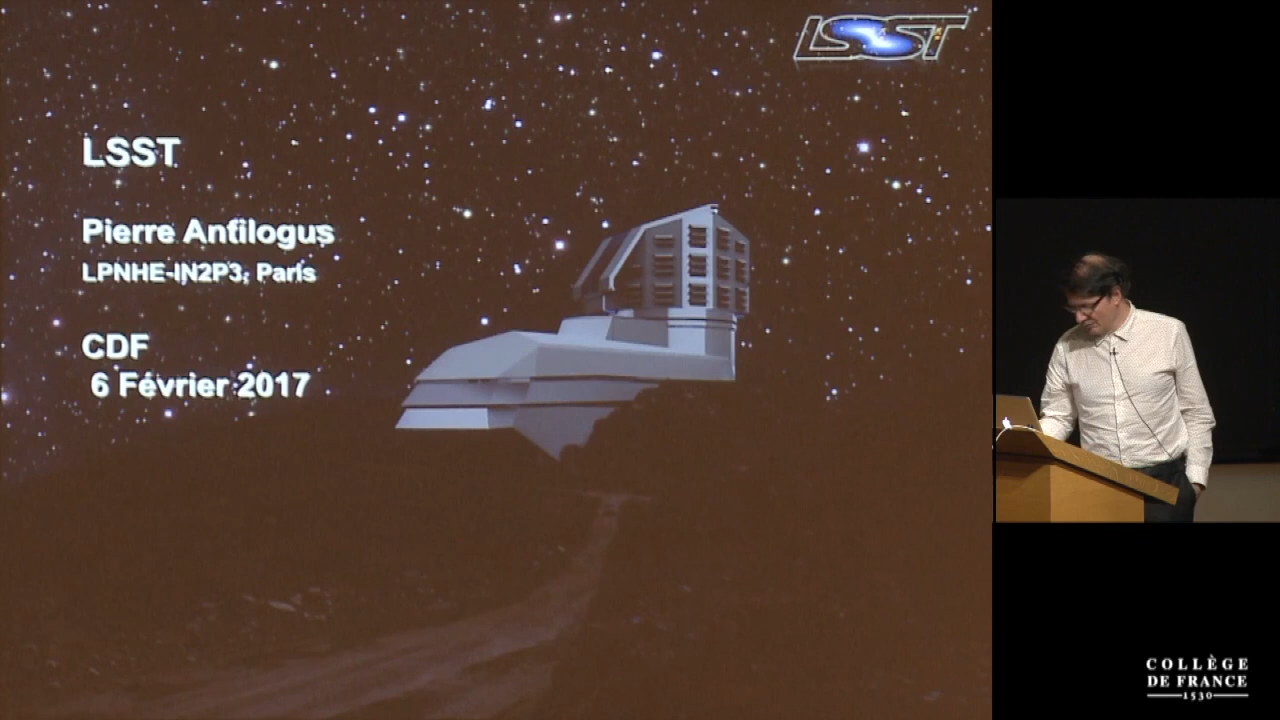 LSST
LSST
Pierre Antilogus
LPNHE-IN2P3, Paris
CDF
6 Février 2017
COLLÈGE
DE FRANCE
1530